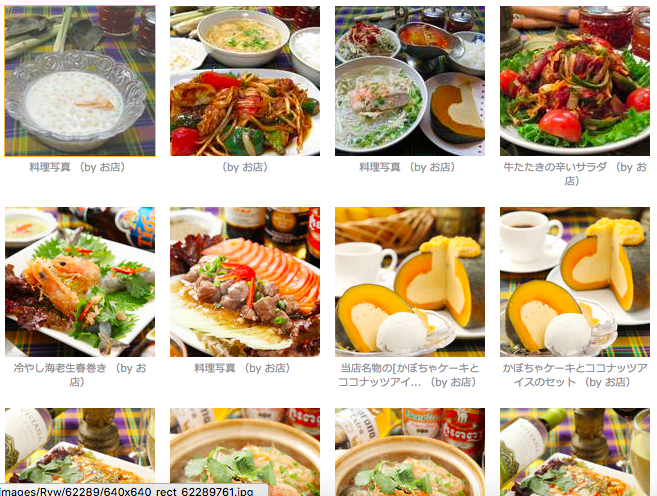 料理写真 （by お店）
（by お店）
料理写真 （by お店）
牛たたきの辛いサラダ （by お
店）
冷やし海老生春巻き （by お
店）
料理写真 （by お店）
当店名物の[かぼちゃケーキと
ココナッツアイ... （by お店）
かぼちゃケーキとココナッツア
イスのセット （by お店）
images/Rvw/62289/640x640_rect_62289761.jpg